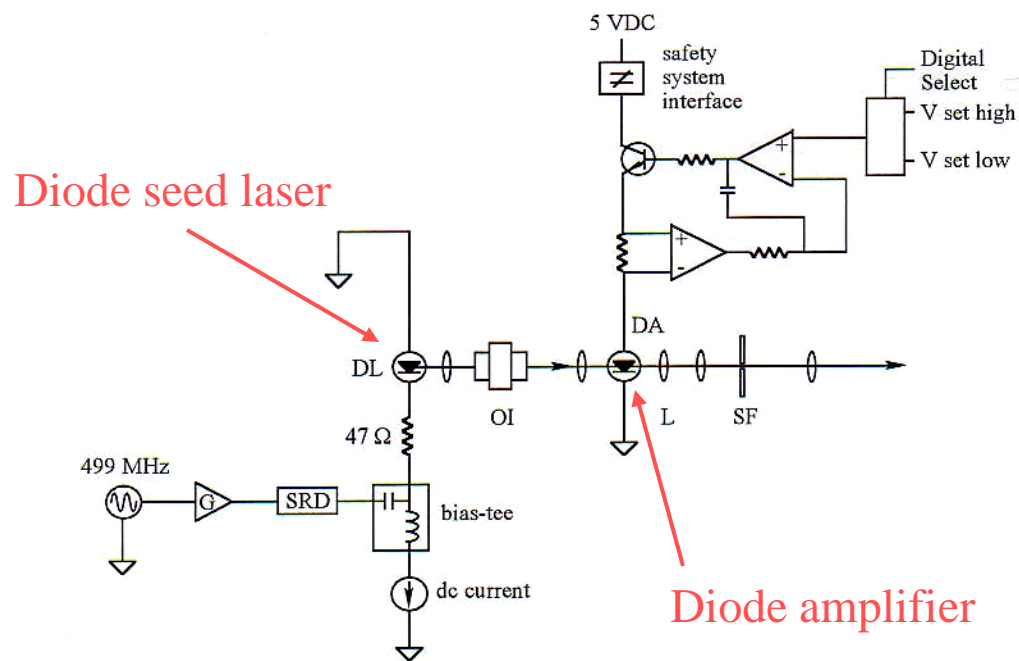 5 VDC
safety
system
interface
Digital
Select
V set high
V set low
+
-
Diode seed laser
+
-
DA
DL
OI
L
SF
47 Ω
499 MHz
G
SRD
bias-tee
dc current
Diode amplifier